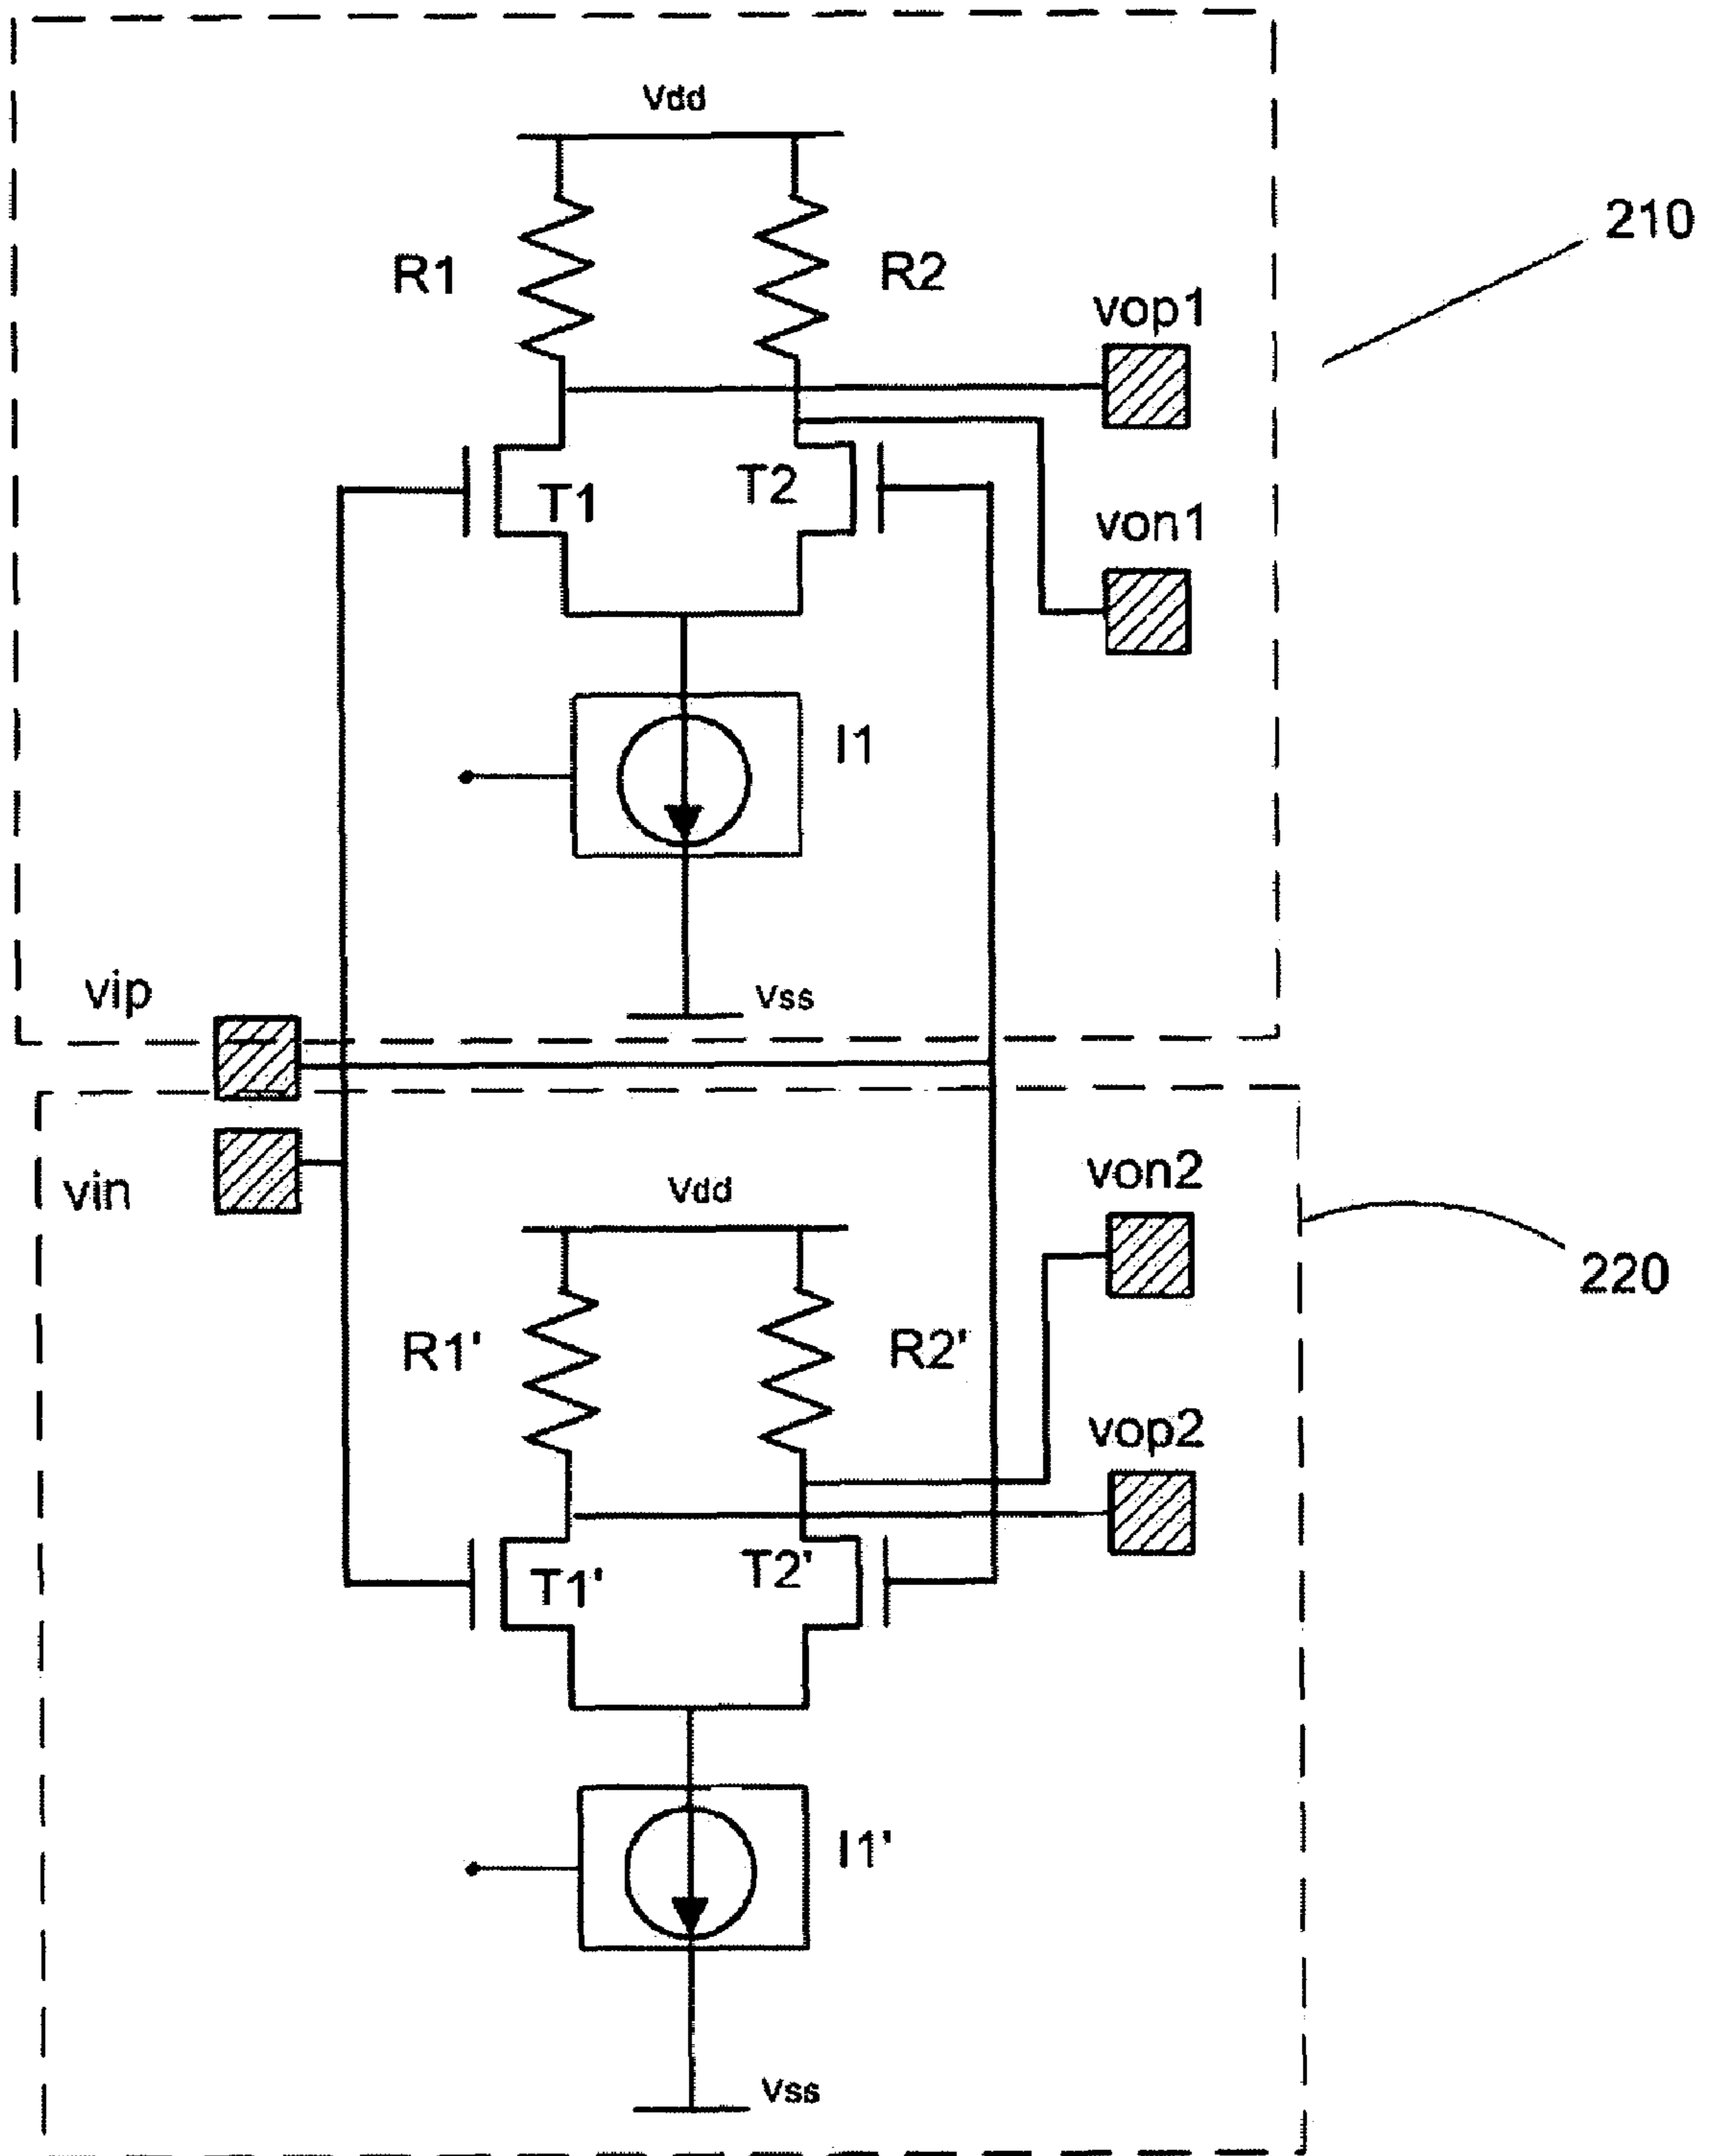 Vdd
210
R1
R2
vop1
T1
T2
von1
I1
vip
Vss
vin
Vdd
von2
220
R1'
R2'
vop2
T1'
T2'
I1'
Vss